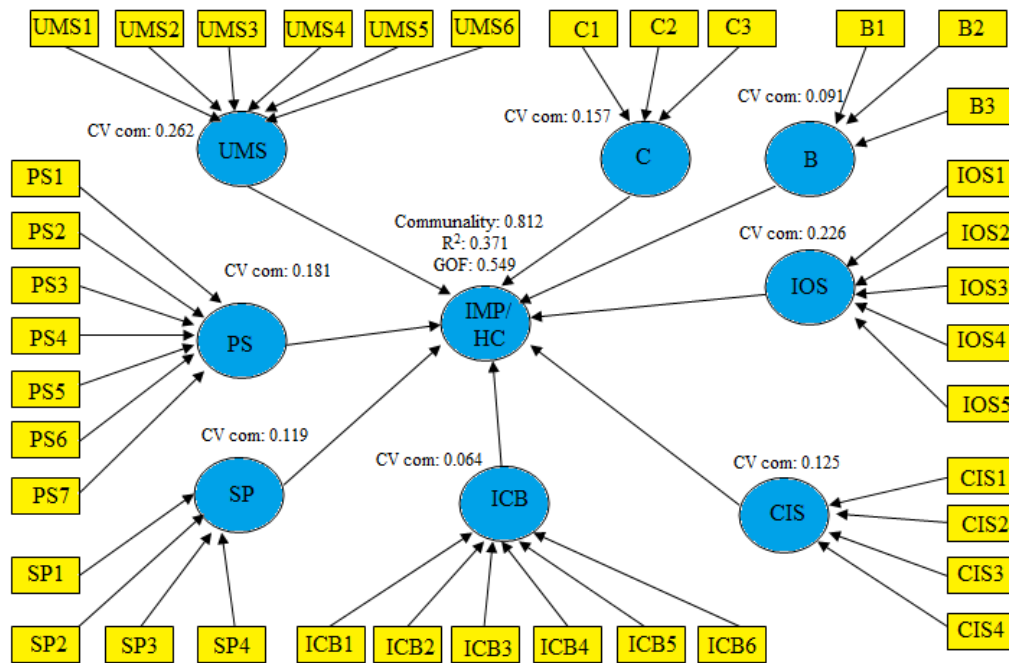 UMS1 UMS2 UMS3 UMS4 UMS5 UMS6
C1 C2 C3
B1 B2
B3
CV com: 0.262
UMS
CV com: 0.157
C
CV com: 0.091
B
PS1
PS2
PS3
PS4
PS5
PS6
PS7
CV com: 0.181
PS
Communality: 0.812
R²: 0.371
GOF: 0.549
IMP/
HC
CV com: 0.226
IOS
IOS1
IOS2
IOS3
IOS4
IOS5
CV com: 0.119
SP
SP1
SP2 SP3 SP4
CV com: 0.064
ICB
ICB1 ICB2 ICB3 ICB4 ICB5 ICB6
CV com: 0.125
CIS
CIS1
CIS2
CIS3
CIS4